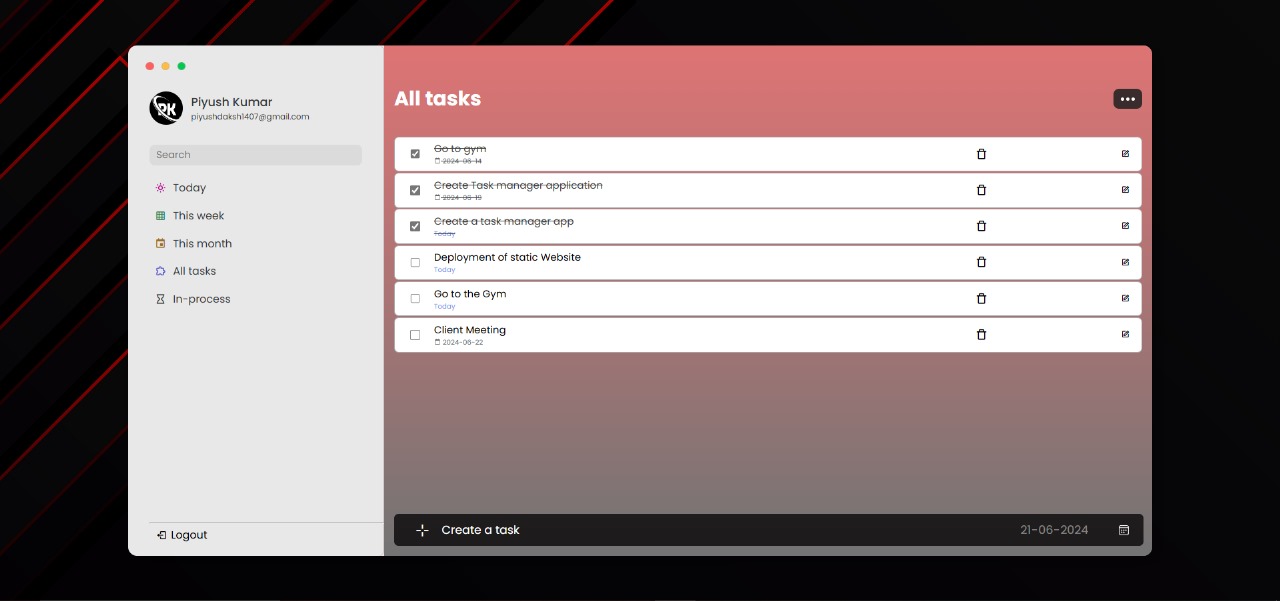 Piyush Kumar
piyushdaksh1407@gmail.com
Search
Today
This week
This month
All tasks
In-process
Logout
All tasks
Go to gym
2024-06-14
Create Task manager application
2024-06-19
Create a task manager app
Today
Deployment of static Website
Today
Go to the Gym
Today
Client Meeting
2024-06-22
Create a task
21-06-2024